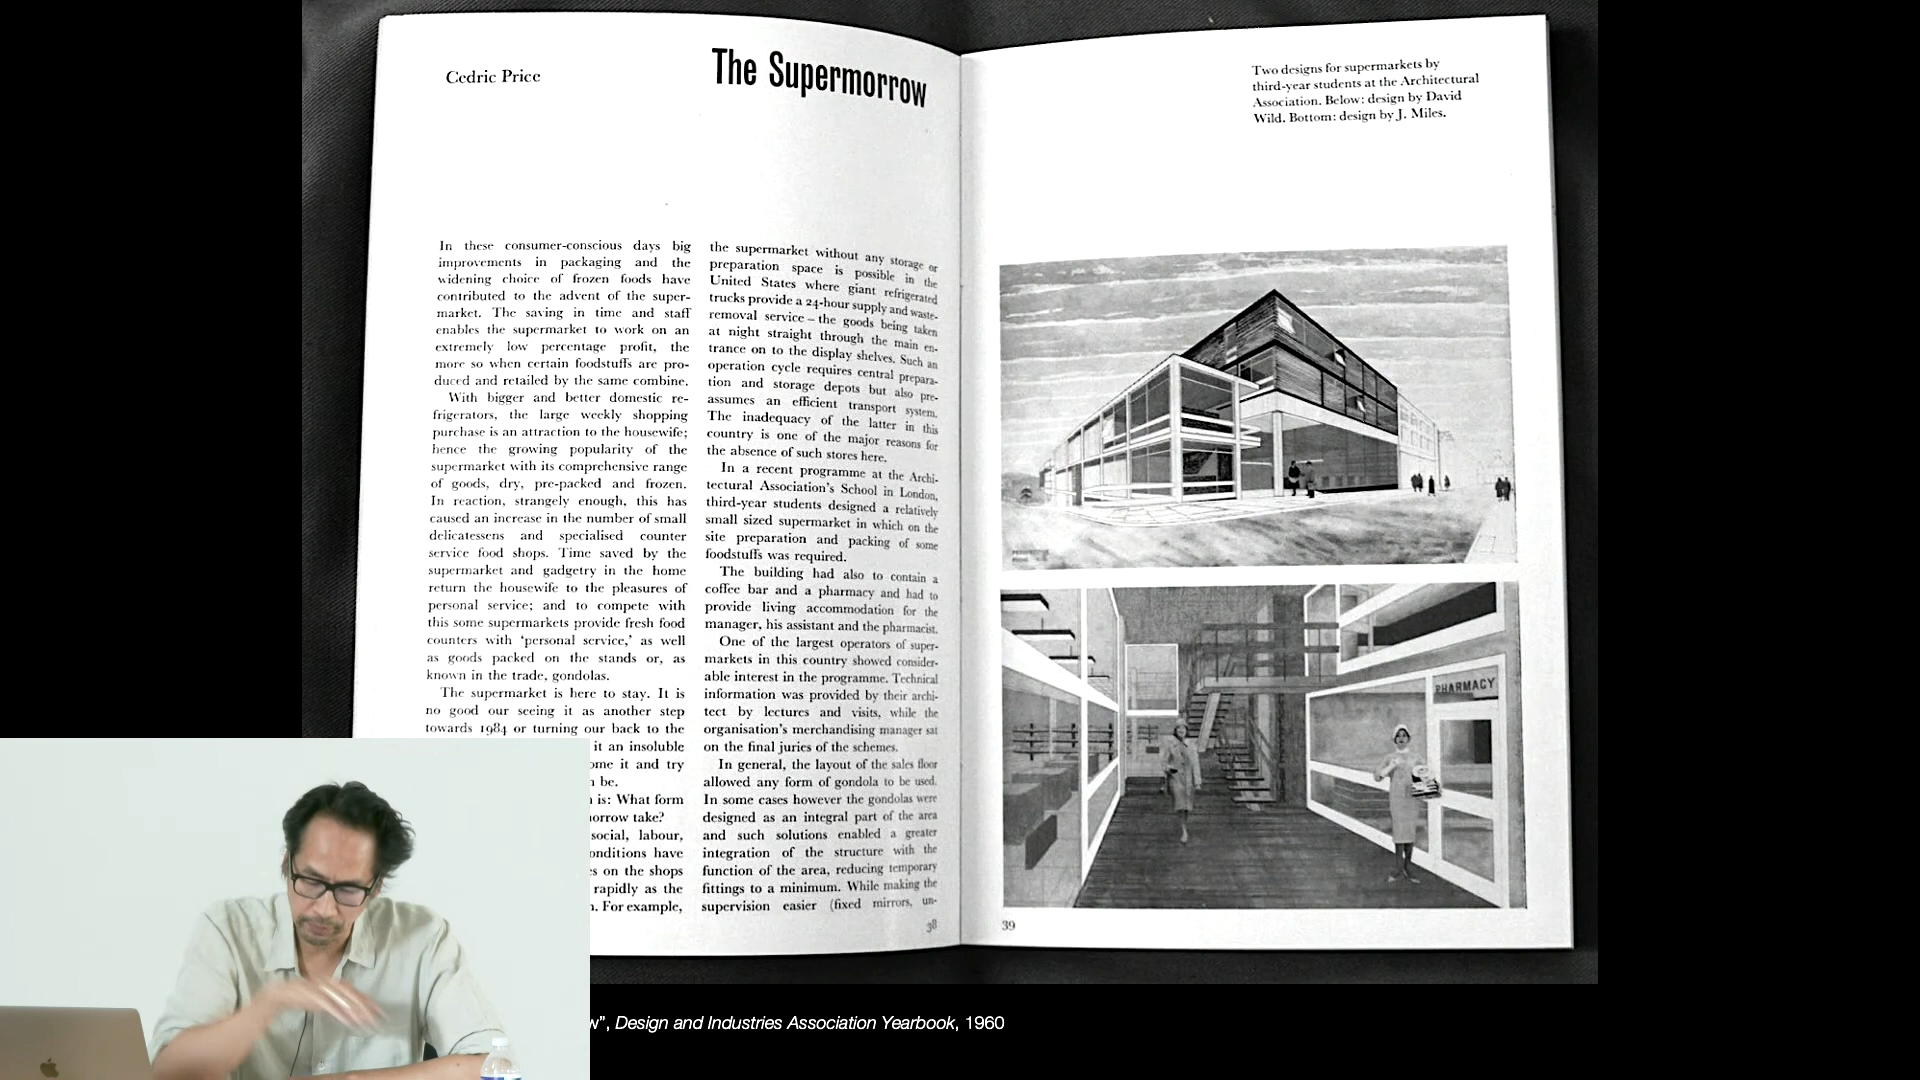 Cedric Price
The Supermorrow
In these consumer-conscious days big
improvements in packaging and the
widening choice of frozen foods have
contributed to the advent of the super-
market. The saving in time and staff
enables the supermarket to work on an
extremely low percentage profit, the
more so when certain foodstuffs are pro-
duced and retailed by the same combine.
With bigger and better domestic re-
frigerators, the large weekly shopping
purchase is an attraction to the housewife;
hence the growing popularity of the
supermarket with its comprehensive range
of goods, dry, pre-packed and frozen.
In reaction, strangely enough, this has
caused an increase in the number of small
delicatessens and specialised counter
service food shops. Time saved by the
supermarket and gadgetry in the home
return the housewife to the pleasures of
personal service; and to compete with
this some supermarkets provide fresh food
counters with ‘personal service,’ as well
as goods packed on the stands or, as
known in the trade, gondolas.
The supermarket is here to stay. It is
no good our seeing it as another step
towards 1984 or turning our back to the
it an insoluble
ome it and try
n be.
is: What form
orrow take?
social, labour,
onditions have
s on the shops
rapidly as the
. For example,
the supermarket without any storage or
preparation space is possible in the
United States where giant refrigerated
trucks provide a 24-hour supply and waste-
removal service – the goods being taken
at night straight through the main en-
trance on to the display shelves. Such an
operation cycle requires central prepara-
tion and storage depots but also pre-
assumes an efficient transport system.
The inadequacy of the latter in this
country is one of the major reasons for
the absence of such stores here.
In a recent programme at the Archi-
tectural Association’s School in London,
third-year students designed a relatively
small sized supermarket in which on the
site preparation and packing of some
foodstuffs was required.
The building had also to contain a
coffee bar and a pharmacy and had to
provide living accommodation for the
manager, his assistant and the pharmacist.
One of the largest operators of super-
markets in this country showed consider-
able interest in the programme. Technical
information was provided by their archi-
tect by lectures and visits, while the
organisation’s merchandising manager sat
on the final juries of the schemes.
In general, the layout of the sales floor
allowed any form of gondola to be used.
In some cases however the gondolas were
designed as an integral part of the area
and such solutions enabled a greater
integration of the structure with the
function of the area, reducing temporary
fittings to a minimum. While making the
supervision easier (fixed mirrors, un-
38
Two designs for supermarkets by
third-year students at the Architectural
Association. Below: design by David
Wild. Bottom: design by J. Miles.
PHARMACY
39
w”, Design and Industries Association Yearbook, 1960